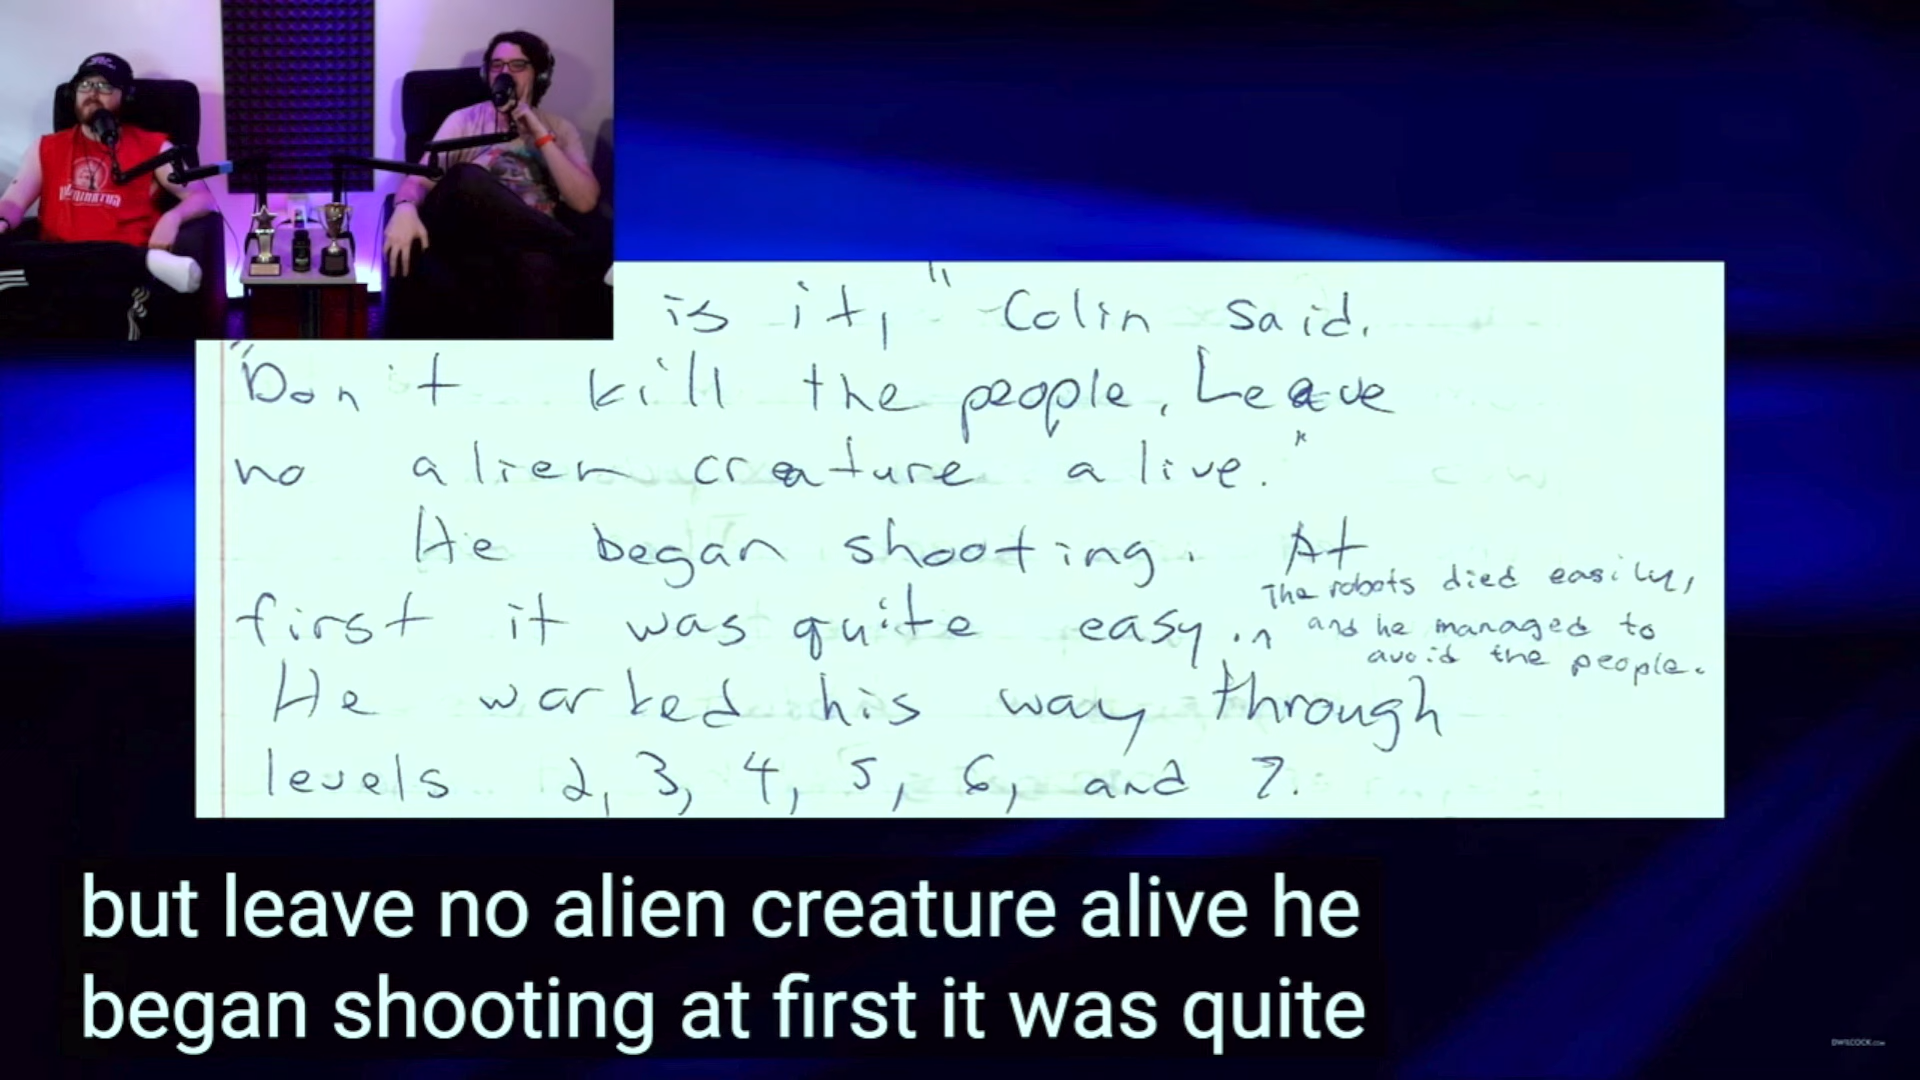 is it," Colin said.
"Don't kill the people. Leave
no alien creature alive."
He began shooting. At
first it was quite easy. The robots died easily,
and he managed to
avoid the people.
He worked his way through
levels 2, 3, 4, 5, 6, and 7.
but leave no alien creature alive he
began shooting at first it was quite
DWILCOCK.com